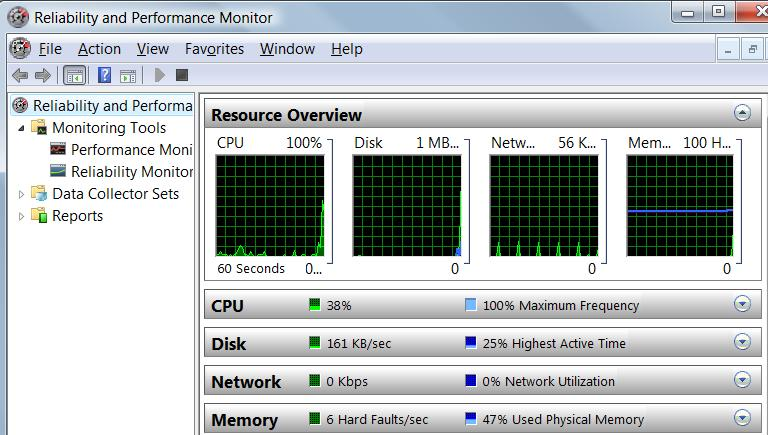 Reliability and Performance Monitor
File Action View Favorites Window Help
Reliability and Performa
Monitoring Tools
Performance Moni
Reliability Monitor
Data Collector Sets
Reports
Resource Overview
CPU 100% Disk 1 MB... Netw... 56 K... Mem... 100 H...
60 Seconds 0... 0 0 0
CPU 38% 100% Maximum Frequency
Disk 161 KB/sec 25% Highest Active Time
Network 0 Kbps 0% Network Utilization
Memory 6 Hard Faults/sec 47% Used Physical Memory